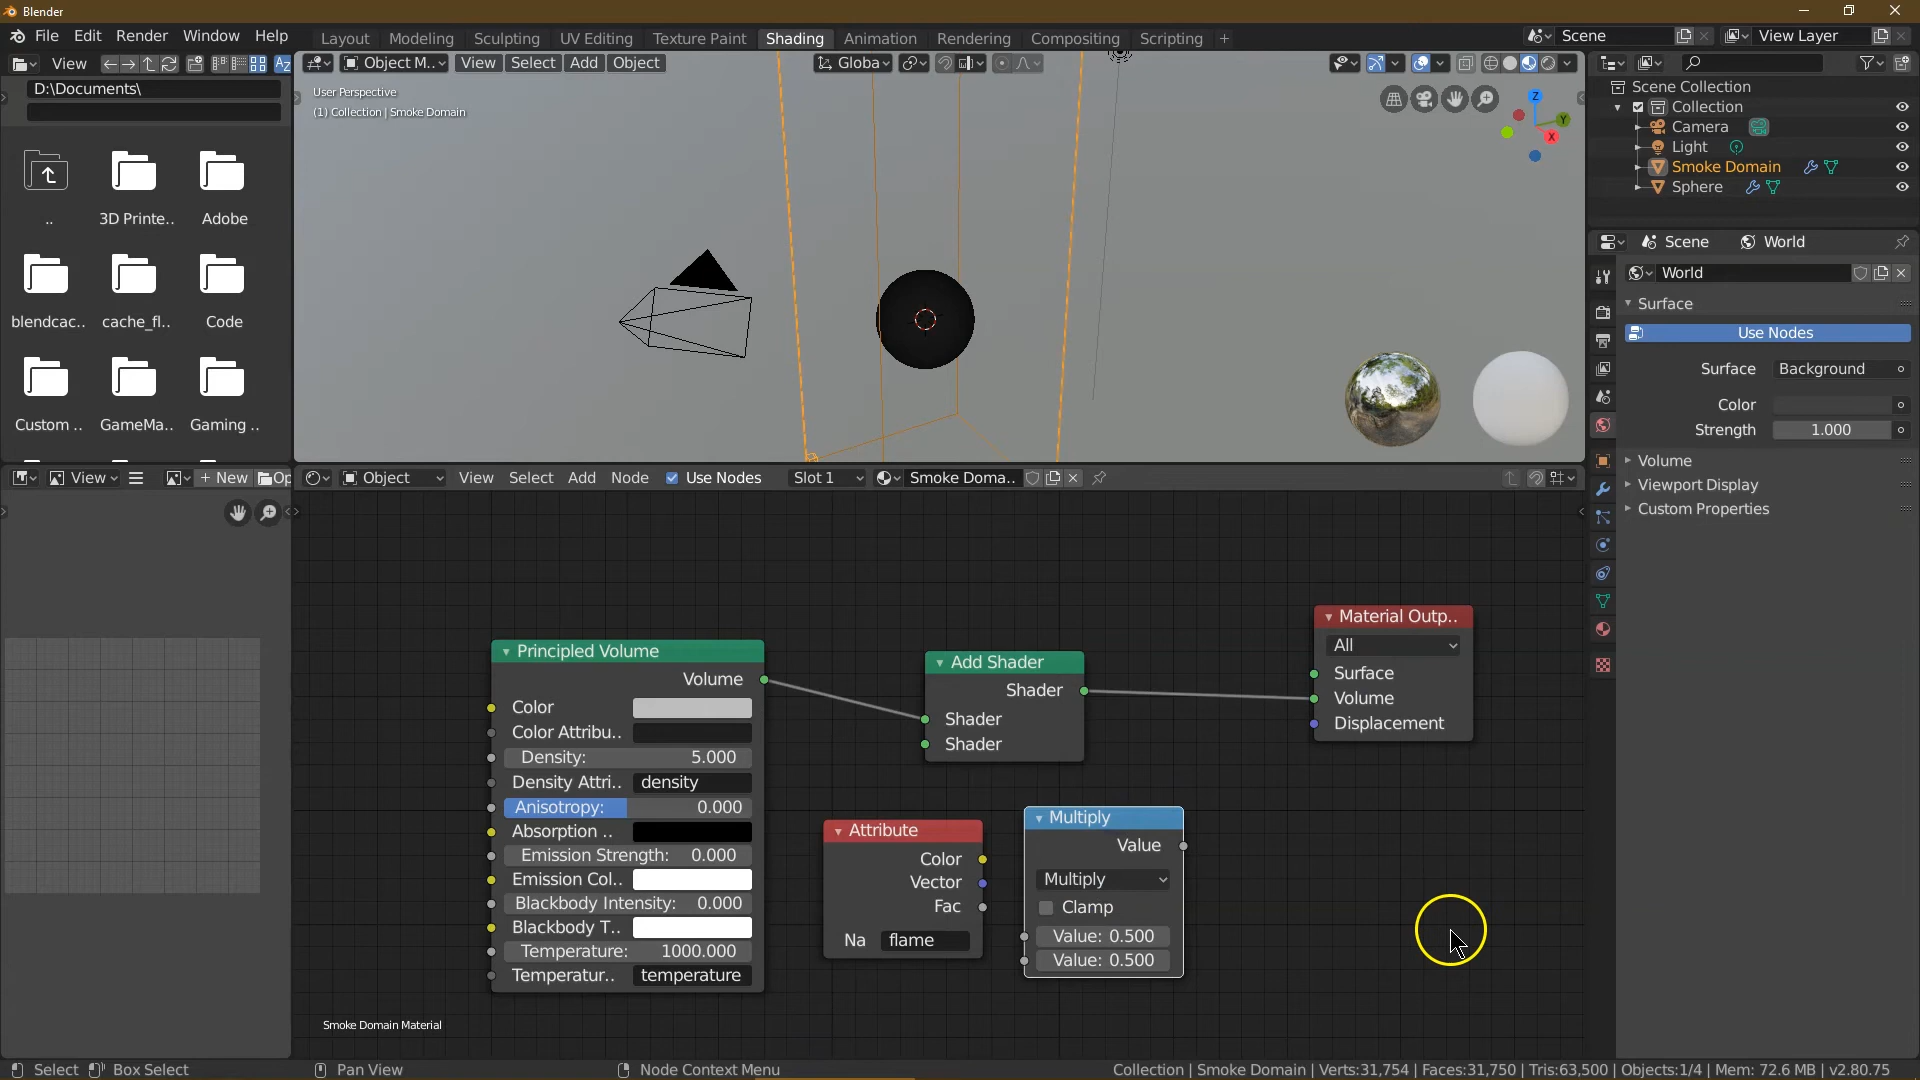 Blender
File Edit Render Window Help
Layout Modeling Sculpting UV Editing Texture Paint Shading Animation Rendering Compositing Scripting +
Scene
View Layer
View
D:\Documents\
..
3D Printe..
Adobe
blendcac..
cache_fl..
Code
Custom ..
GameMa..
Gaming ..
Object M..
View Select Add Object
Globa
User Perspective
(1) Collection | Smoke Domain
Z
Y
X
Scene Collection
Collection
Camera
Light
Smoke Domain
Sphere
Scene World
World
Surface
Use Nodes
Surface Background
Color
Strength 1.000
Volume
Viewport Display
Custom Properties
View
+ New
Op
Object
View Select Add Node
Use Nodes
Slot 1
Smoke Doma..
Principled Volume
Volume
Color
Color Attribu..
Density: 5.000
Density Attri.. density
Anisotropy: 0.000
Absorption ..
Emission Strength: 0.000
Emission Col..
Blackbody Intensity: 0.000
Blackbody T..
Temperature: 1000.000
Temperatur.. temperature
Add Shader
Shader
Shader
Shader
Material Outp..
All
Surface
Volume
Displacement
Attribute
Color
Vector
Fac
Na flame
Multiply
Value
Multiply
Clamp
Value: 0.500
Value: 0.500
Smoke Domain Material
Select
Box Select
Pan View
Node Context Menu
Collection | Smoke Domain | Verts:31,754 | Faces:31,750 | Tris:63,500 | Objects:1/4 | Mem: 72.6 MB | v2.80.75